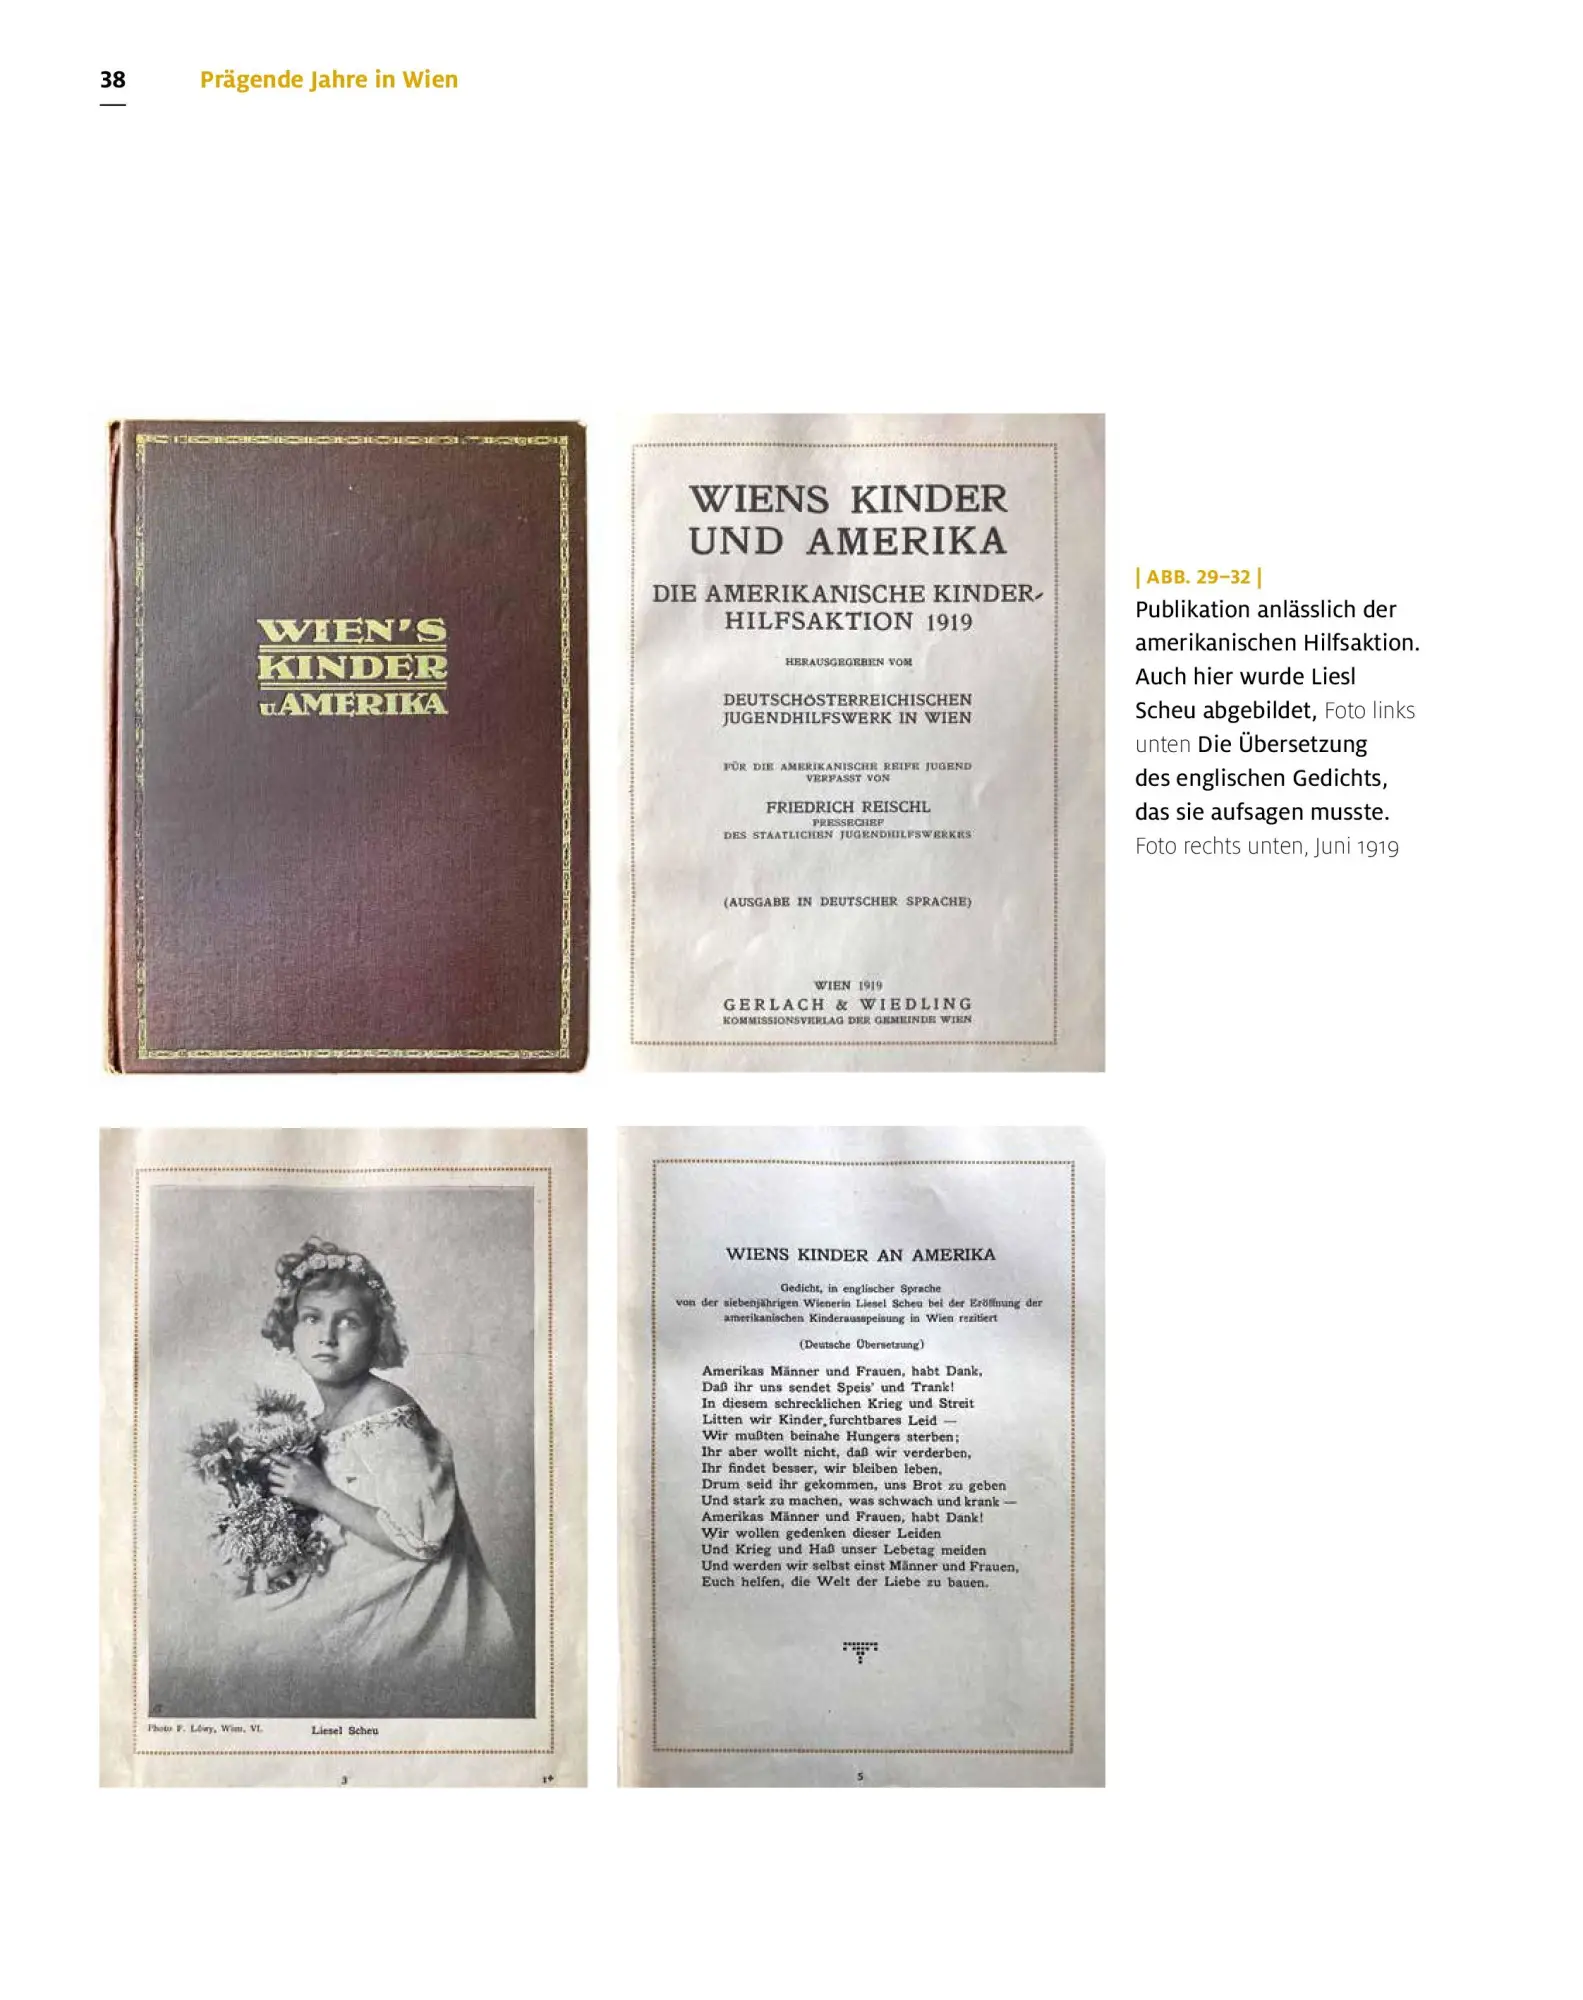 38
Prägende Jahre in Wien
WIEN'S
KINDER
U. AMERIKA
WIENS KINDER
UND AMERIKA
DIE AMERIKANISCHE KINDER-
HILFSAKTION 1919
HERAUSGEGEBEN VOM
DEUTSCHÖSTERREICHISCHEN
JUGENDHILFSWERK IN WIEN
FÜR DIE AMERIKANISCHE REIFE JUGEND
VERFASST VON
FRIEDRICH REISCHL
PRESSECHEF
DES STAATLICHEN JUGENDHILFSWERKES
(AUSGABE IN DEUTSCHER SPRACHE)
WIEN 1919
GERLACH & WIEDLING
KOMMISSIONSVERLAG DER GEMEINDE WIEN
| ABB. 29–32 |
Publikation anlässlich der
amerikanischen Hilfsaktion.
Auch hier wurde Liesl
Scheu abgebildet, Foto links
unten Die Übersetzung
des englischen Gedichts,
das sie aufsagen musste.
Foto rechts unten, Juni 1919
Photo F. Löwy, Wien, VI.
Liesel Scheu
3
1*
WIENS KINDER AN AMERIKA
Gedicht, in englischer Sprache
von der siebenjährigen Wienerin Liesel Scheu bei der Eröffnung der
amerikanischen Kinderausspeisung in Wien rezitiert
(Deutsche Übersetzung)
Amerikas Männer und Frauen, habt Dank,
Daß ihr uns sendet Speis' und Trank!
In diesem schrecklichen Krieg und Streit
Litten wir Kinder furchtbares Leid —
Wir mußten beinahe Hungers sterben;
Ihr aber wollt nicht, daß wir verderben,
Ihr findet besser, wir bleiben leben,
Drum seid ihr gekommen, uns Brot zu geben
Und stark zu machen, was schwach und krank —
Amerikas Männer und Frauen, habt Dank!
Wir wollen gedenken dieser Leiden
Und Krieg und Haß unser Lebetag meiden
Und werden wir selbst einst Männer und Frauen,
Euch helfen, die Welt der Liebe zu bauen.
5